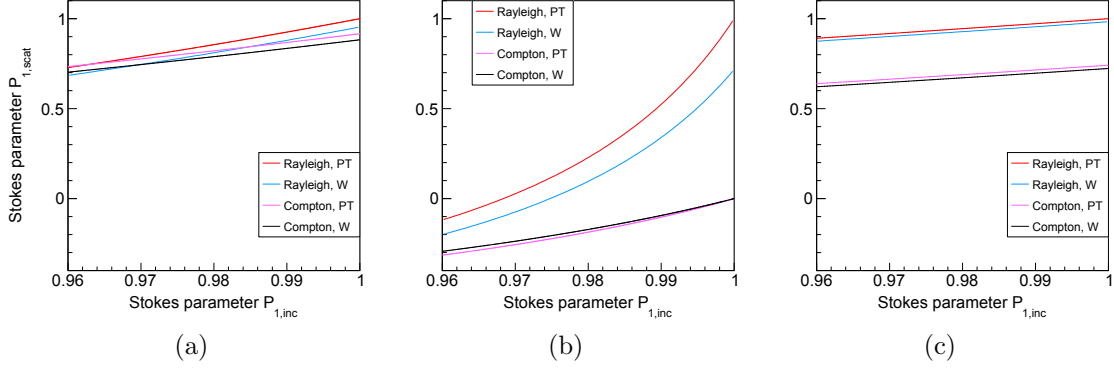 1
0.5
0
Stokes parameter P1,scat
Rayleigh, PT
Rayleigh, W
Compton, PT
Compton, W
0.96 0.97 0.98 0.99 1
Stokes parameter P1,inc
(a)
1
0.5
0
Rayleigh, PT
Rayleigh, W
Compton, PT
Compton, W
0.96 0.97 0.98 0.99 1
Stokes parameter P1,inc
(b)
1
0.5
0
Rayleigh, PT
Rayleigh, W
Compton, PT
Compton, W
0.96 0.97 0.98 0.99 1
Stokes parameter P1,inc
(c)